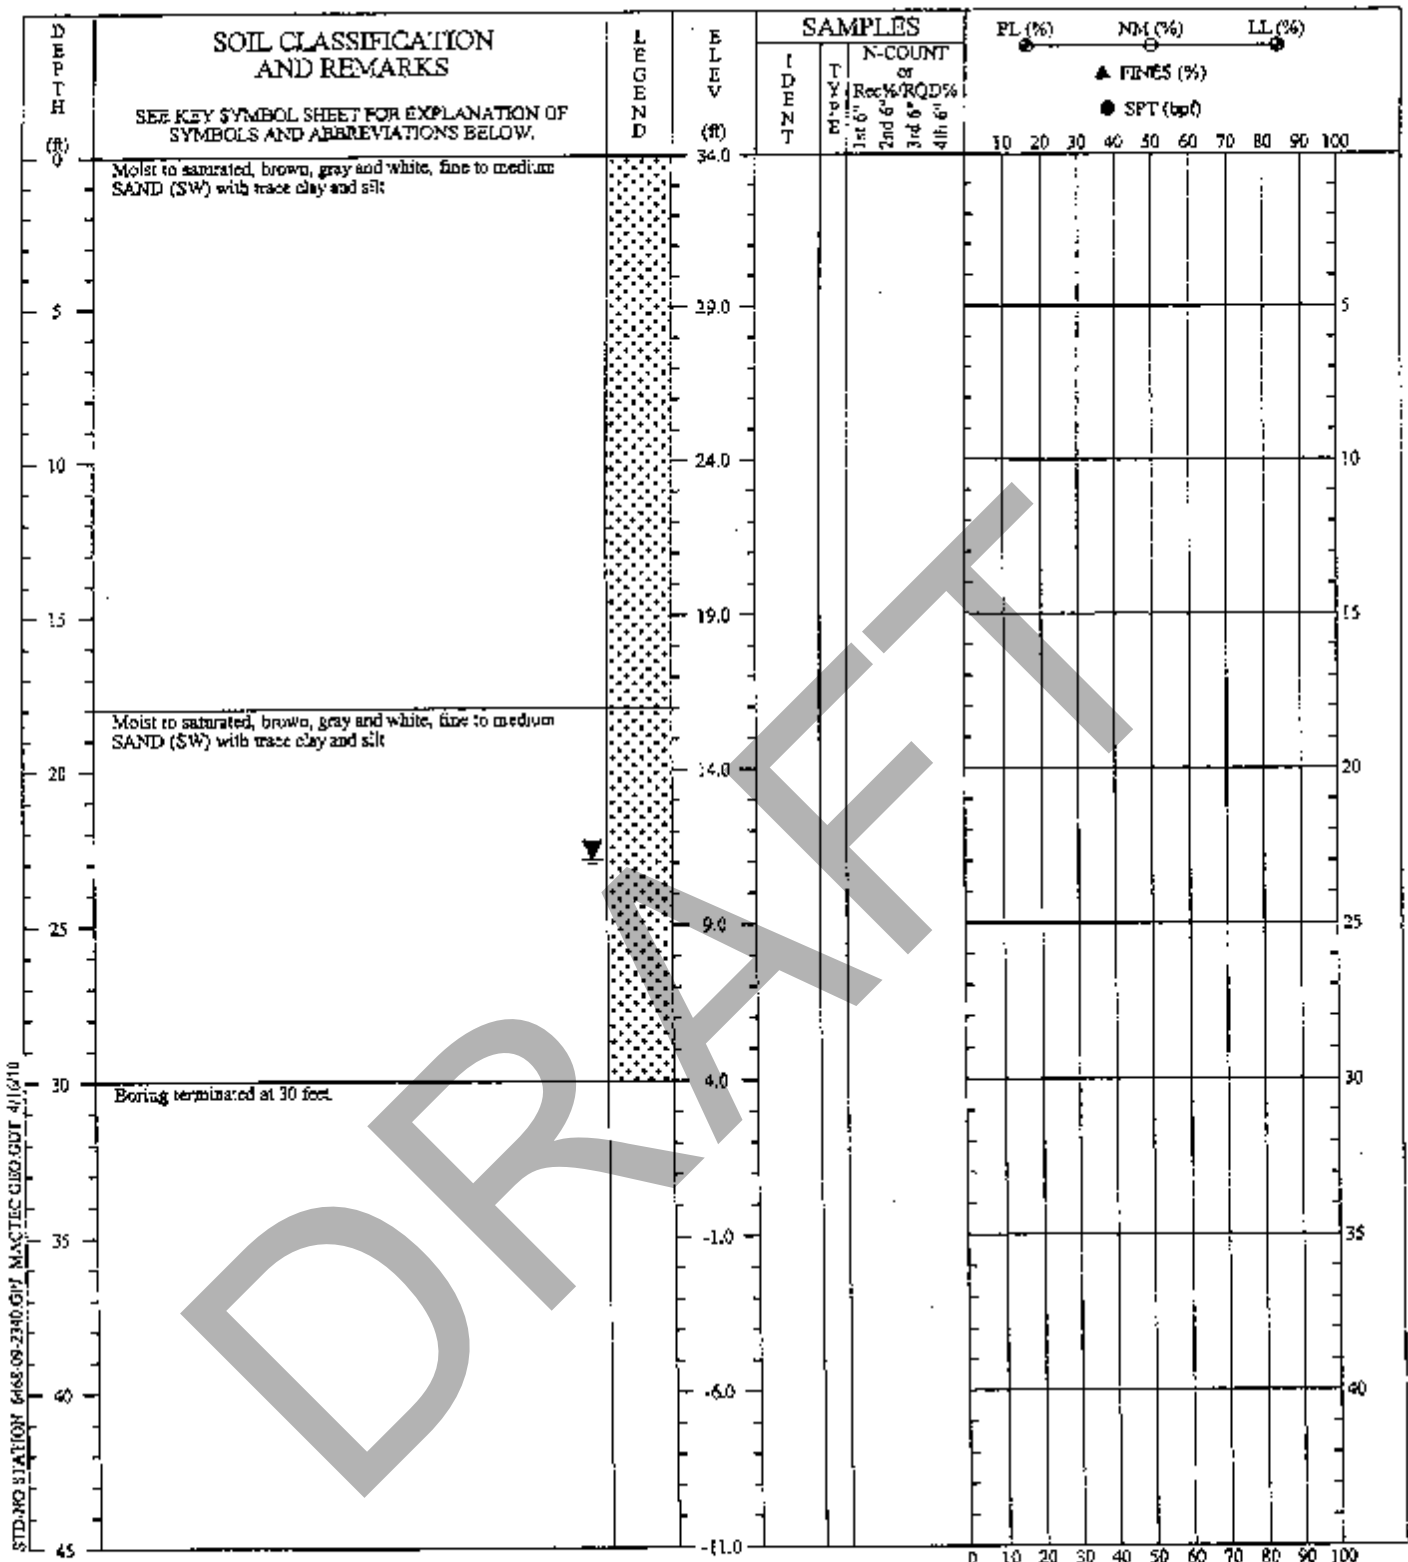 DEPTH (ft)
SOIL CLASSIFICATION
AND REMARKS
SEE KEY SYMBOL SHEET FOR EXPLANATION OF
SYMBOLS AND ABBREVIATIONS BELOW.
LEGEND
ELEV (ft)
SAMPLES
IDENT
TYPE
N-COUNT
or
Rec%/RQD%
1st 6"
2nd 6"
3rd 6"
4th 6"
PL (%) NM (%) LL (%)
▲ FINES (%)
● SPT (bpf)
10 20 30 40 50 60 70 80 90 100
0
Moist to saturated, brown, gray and white, fine to medium
SAND (SW) with trace clay and silt
34.0
5 29.0 5
10 24.0 10
15 19.0 15
Moist to saturated, brown, gray and white, fine to medium
SAND (SW) with trace clay and silt
20 14.0 20
25 9.0 25
30 4.0 30
Boring terminated at 30 feet
35 -1.0 35
40 -6.0 40
45 -11.0
0 10 20 30 40 50 60 70 80 90 100
DRAFT
4/16/10